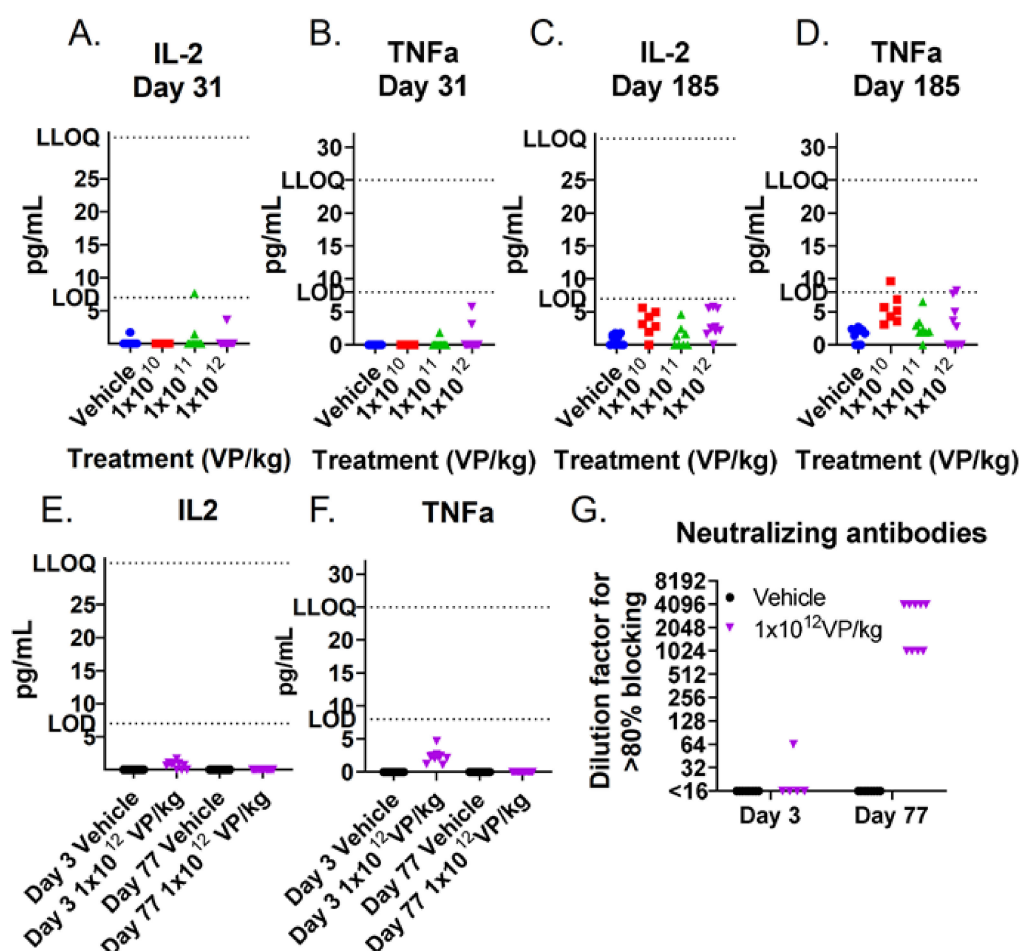 A.
IL-2
Day 31
LLOQ
25
20
15
10
LOD
5
pg/mL
Vehicle
1x10^10
1x10^11
1x10^12
Treatment (VP/kg)
B.
TNFa
Day 31
30
LLOQ
20
15
10
LOD
5
0
pg/mL
Vehicle
1x10^10
1x10^11
1x10^12
Treatment (VP/kg)
C.
IL-2
Day 185
LLOQ
25
20
15
10
LOD
5
0
pg/mL
Vehicle
1x10^10
1x10^11
1x10^12
Treatment (VP/kg)
D.
TNFa
Day 185
30
LLOQ
20
15
10
LOD
5
0
pg/mL
Vehicle
1x10^10
1x10^11
1x10^12
Treatment (VP/kg)
E.
IL2
LLOQ
25
20
15
10
LOD
5
pg/mL
Day 3 Vehicle
Day 3 1x10^12 VP/kg
Day 77 Vehicle
Day 77 1x10^12 VP/kg
F.
TNFa
30
LLOQ
20
15
10
LOD
5
0
pg/mL
Day 3 Vehicle
Day 3 1x10^12 VP/kg
Day 77 Vehicle
Day 77 1x10^12 VP/kg
G.
Neutralizing antibodies
Dilution factor for
>80% blocking
8192
4096
2048
1024
512
256
128
64
32
<16
Vehicle
1x10^12VP/kg
Day 3
Day 77